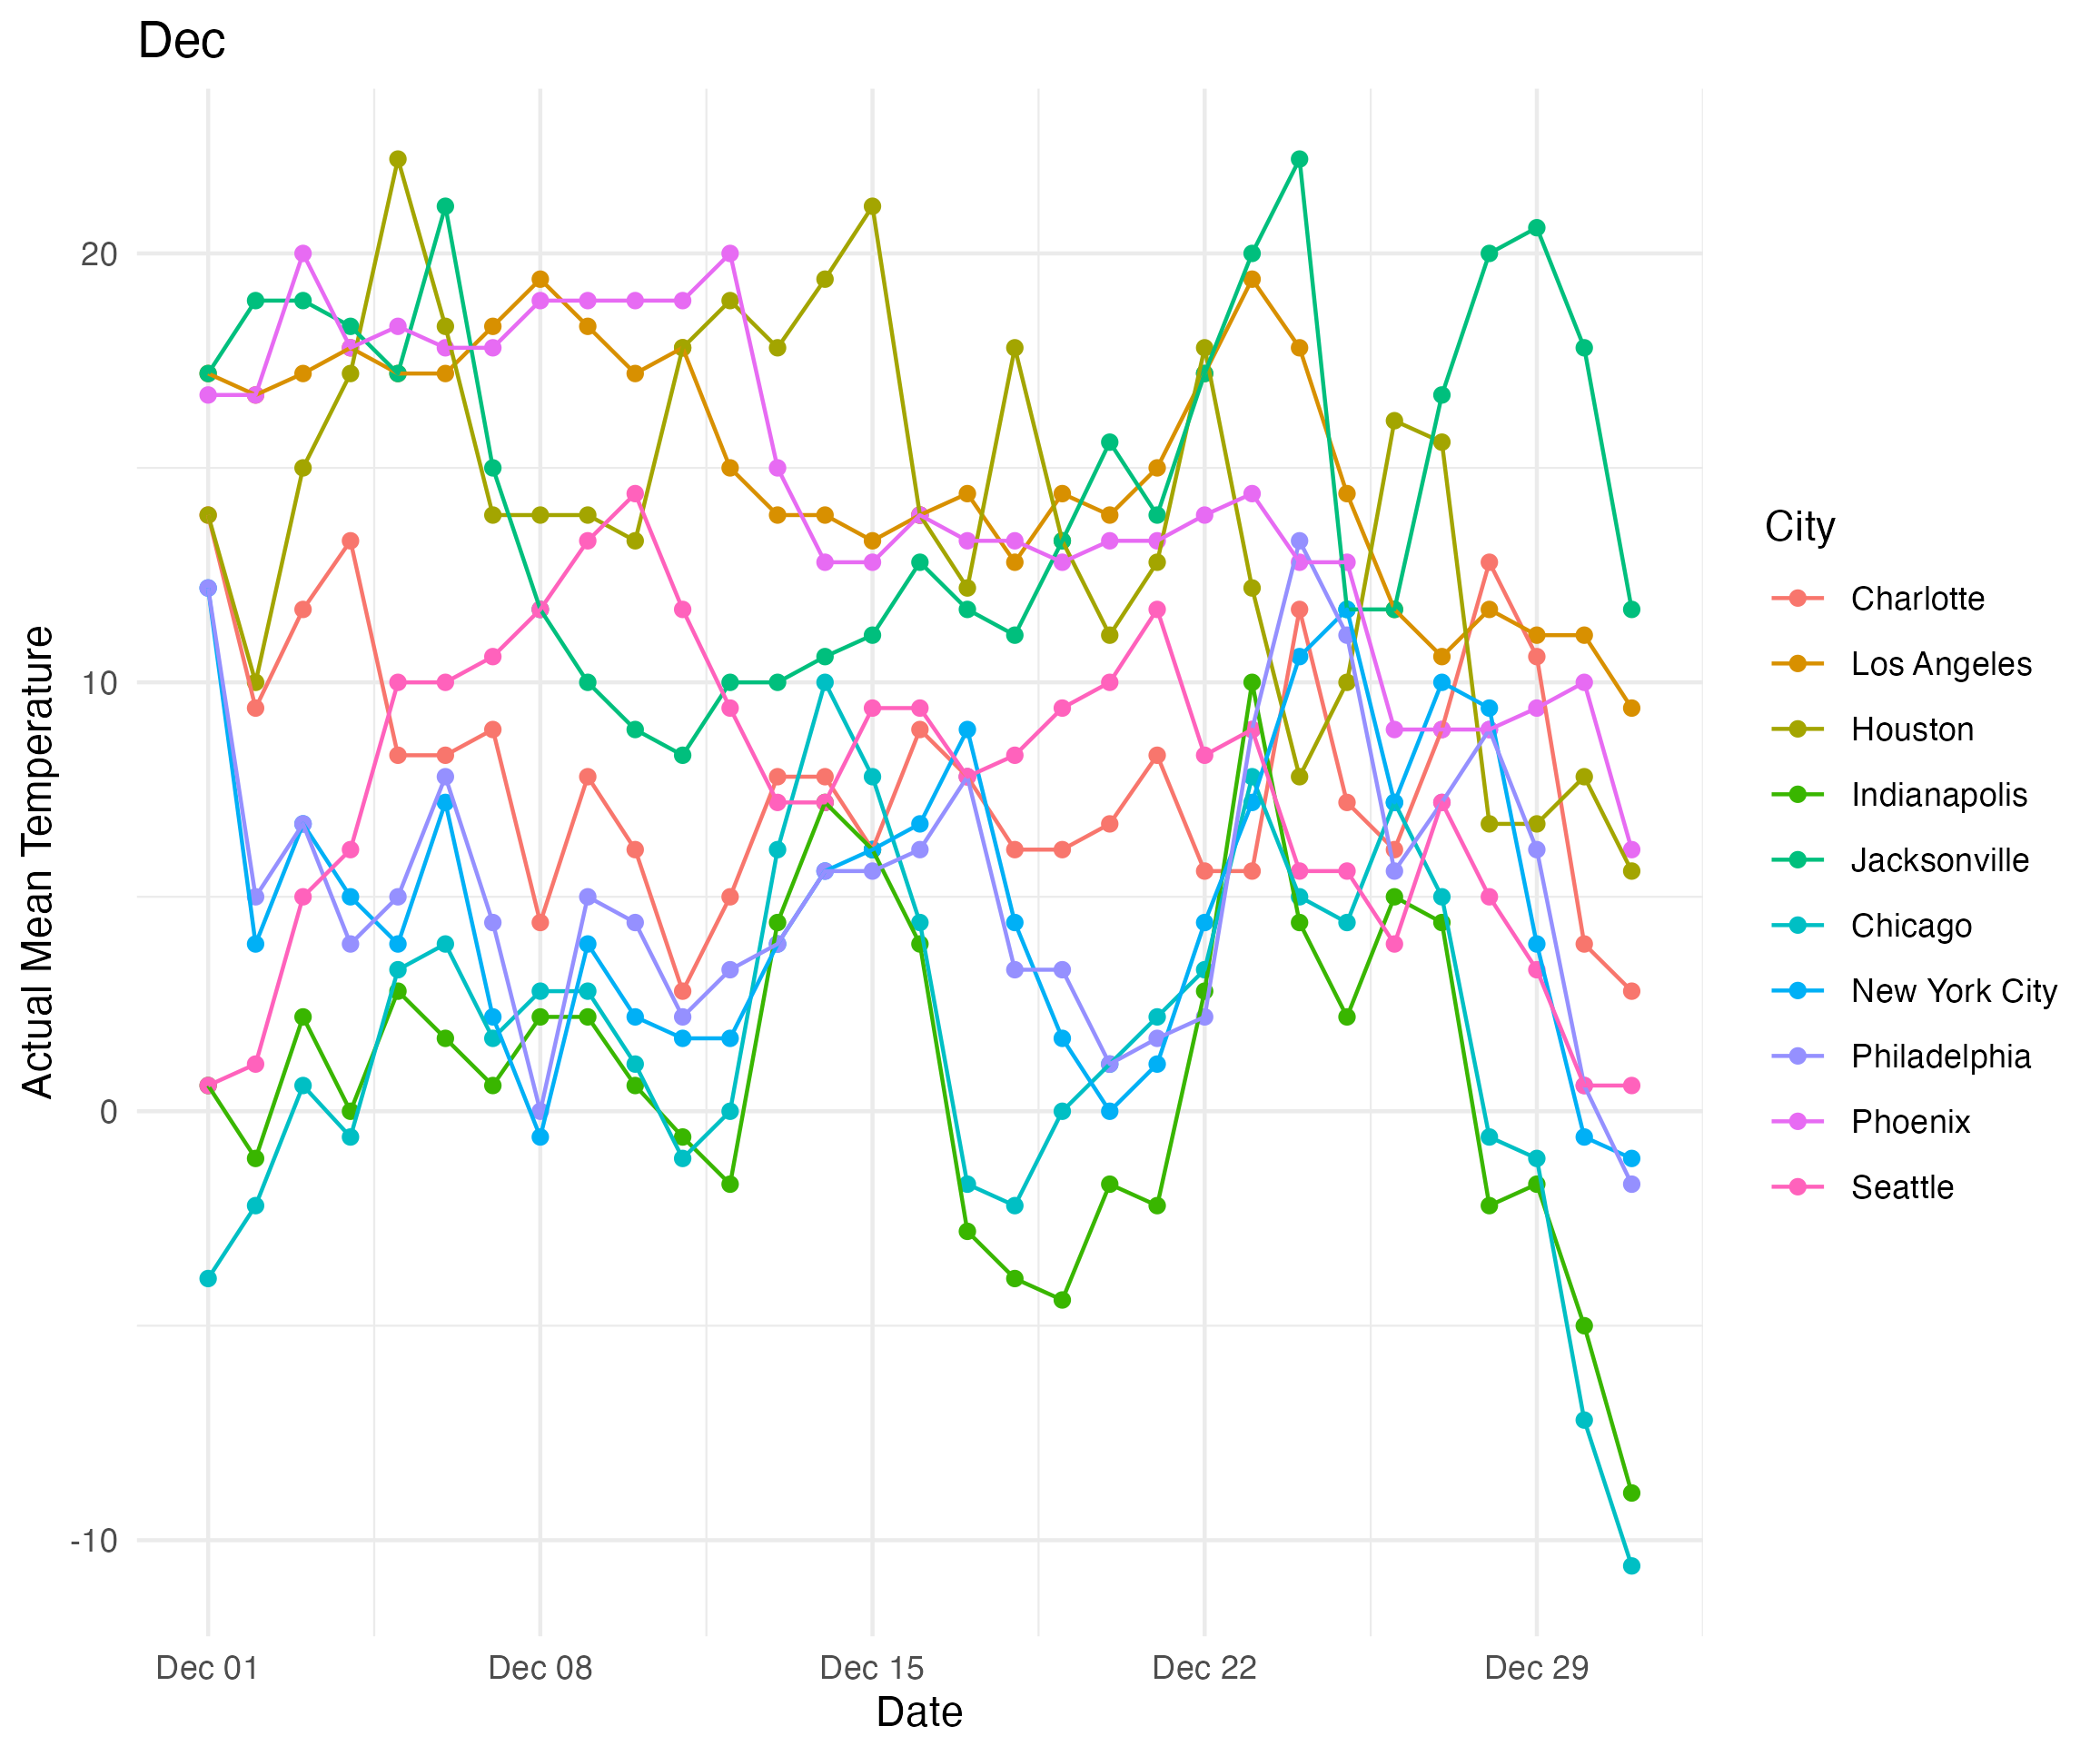 Dec
Actual Mean Temperature
20
10
0
-10
Dec 01
Dec 08
Dec 15
Dec 22
Dec 29
Date
City
Charlotte
Los Angeles
Houston
Indianapolis
Jacksonville
Chicago
New York City
Philadelphia
Phoenix
Seattle